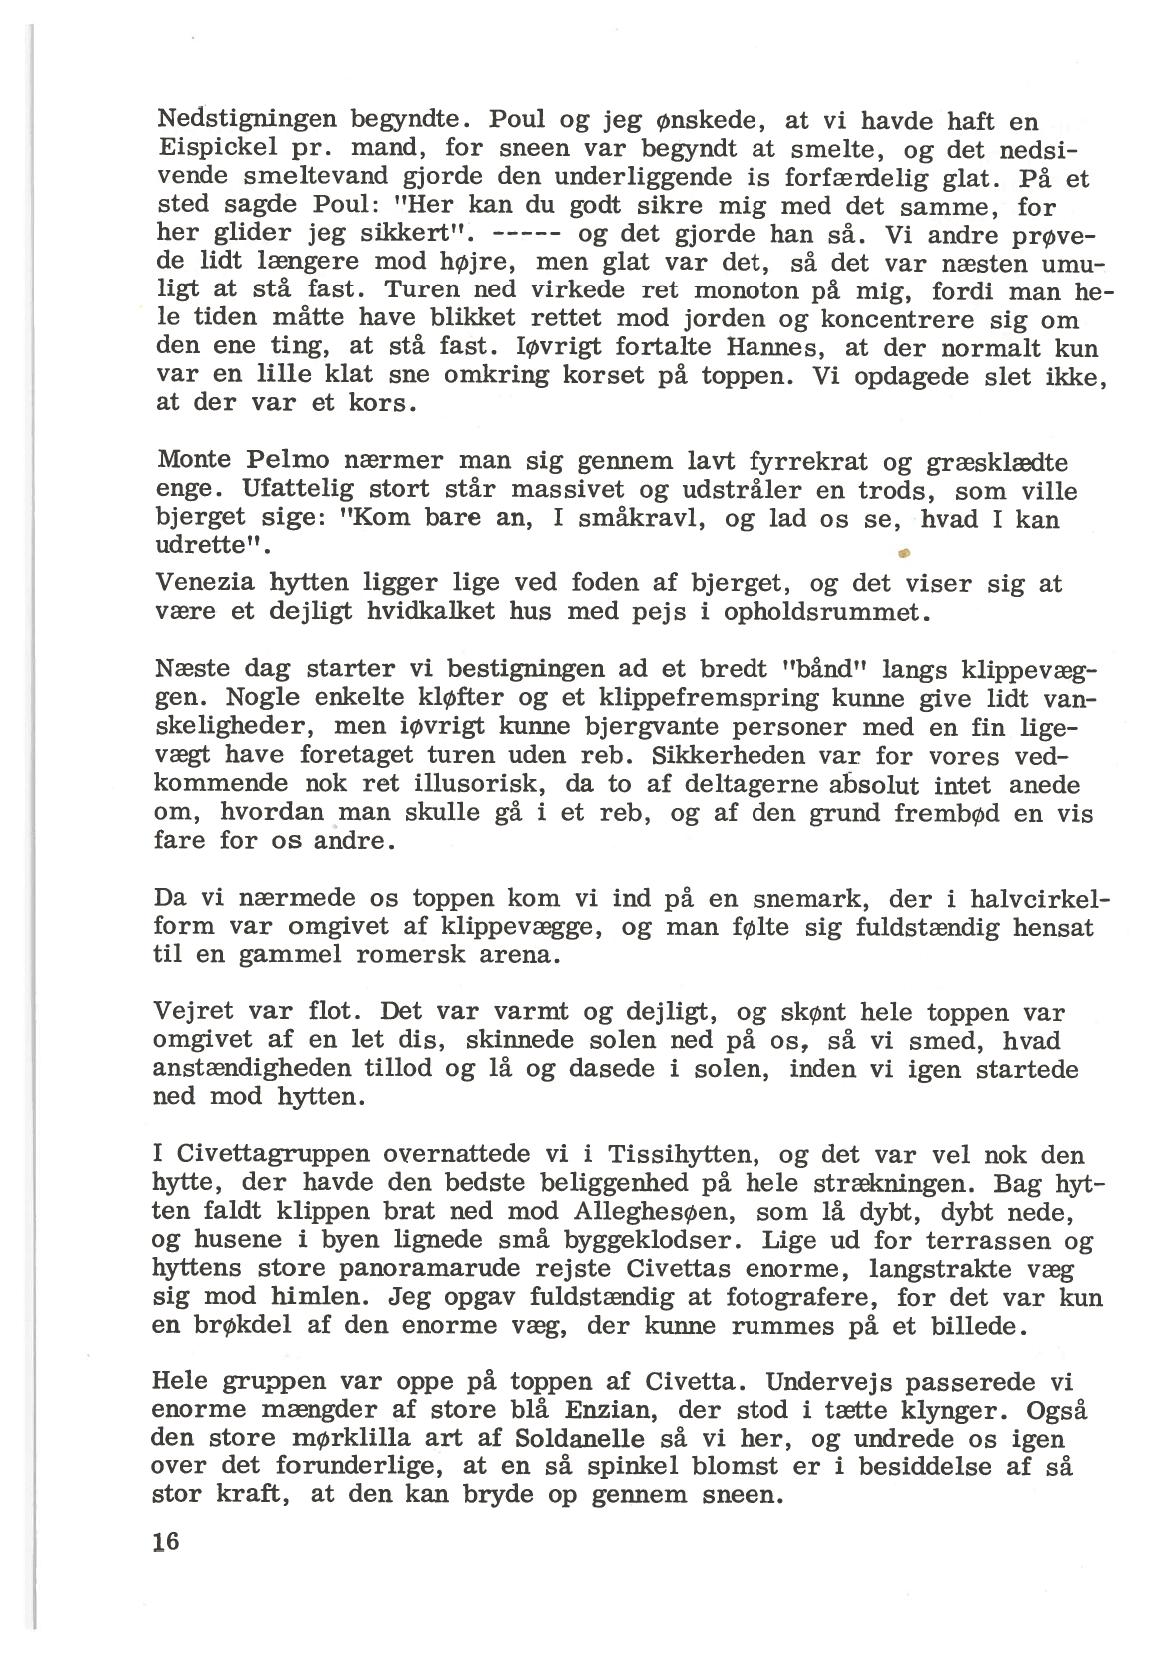 Nedstigningen begyndte. Poul og jeg ønskede, at vi havde haft en
Eispickel pr. mand, for sneen var begyndt at smelte, og det nedsi-
vende smeltevand gjorde den underliggende is forfærdelig glat. På et
sted sagde Poul: "Her kan du godt sikre mig med det samme, for
her glider jeg sikkert". ----- og det gjorde han så. Vi andre prøve-
de lidt længere mod højre, men glat var det, så det var næsten umu-
ligt at stå fast. Turen ned virkede ret monoton på mig, fordi man he-
le tiden måtte have blikket rettet mod jorden og koncentrere sig om
den ene ting, at stå fast. Iøvrigt fortalte Hannes, at der normalt kun
var en lille klat sne omkring korset på toppen. Vi opdagede slet ikke,
at der var et kors.

Monte Pelmo nærmer man sig gennem lavt fyrrekrat og græsklædte
enge. Ufattelig stort står massivet og udstråler en trods, som ville
bjerget sige: "Kom bare an, I småkravl, og lad os se, hvad I kan
udrette".
Venezia hytten ligger lige ved foden af bjerget, og det viser sig at
være et dejligt hvidkalket hus med pejs i opholdsrummet.

Næste dag starter vi bestigningen ad et bredt "bånd" langs klippevæg-
gen. Nogle enkelte kløfter og et klippefremspring kunne give lidt van-
skeligheder, men iøvrigt kunne bjergvante personer med en fin lige-
vægt have foretaget turen uden reb. Sikkerheden var for vores ved-
kommende nok ret illusorisk, da to af deltagerne absolut intet anede
om, hvordan man skulle gå i et reb, og af den grund frembød en vis
fare for os andre.

Da vi nærmede os toppen kom vi ind på en snemark, der i halvcirkel-
form var omgivet af klippevægge, og man følte sig fuldstændig hensat
til en gammel romersk arena.

Vejret var flot. Det var varmt og dejligt, og skønt hele toppen var
omgivet af en let dis, skinnede solen ned på os, så vi smed, hvad
anstændigheden tillod og lå og dasede i solen, inden vi igen startede
ned mod hytten.

I Civettagruppen overnattede vi i Tissihytten, og det var vel nok den
hytte, der havde den bedste beliggenhed på hele strækningen. Bag hyt-
ten faldt klippen brat ned mod Alleghesøen, som lå dybt, dybt nede,
og husene i byen lignede små byggeklodser. Lige ud for terrassen og
hyttens store panoramarude rejste Civettas enorme, langstrakte væg
sig mod himlen. Jeg opgav fuldstændig at fotografere, for det var kun
en brøkdel af den enorme væg, der kunne rummes på et billede.

Hele gruppen var oppe på toppen af Civetta. Undervejs passerede vi
enorme mængder af store blå Enzian, der stod i tætte klynger. Også
den store mørklilla art af Soldanelle så vi her, og undrede os igen
over det forunderlige, at en så spinkel blomst er i besiddelse af så
stor kraft, at den kan bryde op gennem sneen.

16